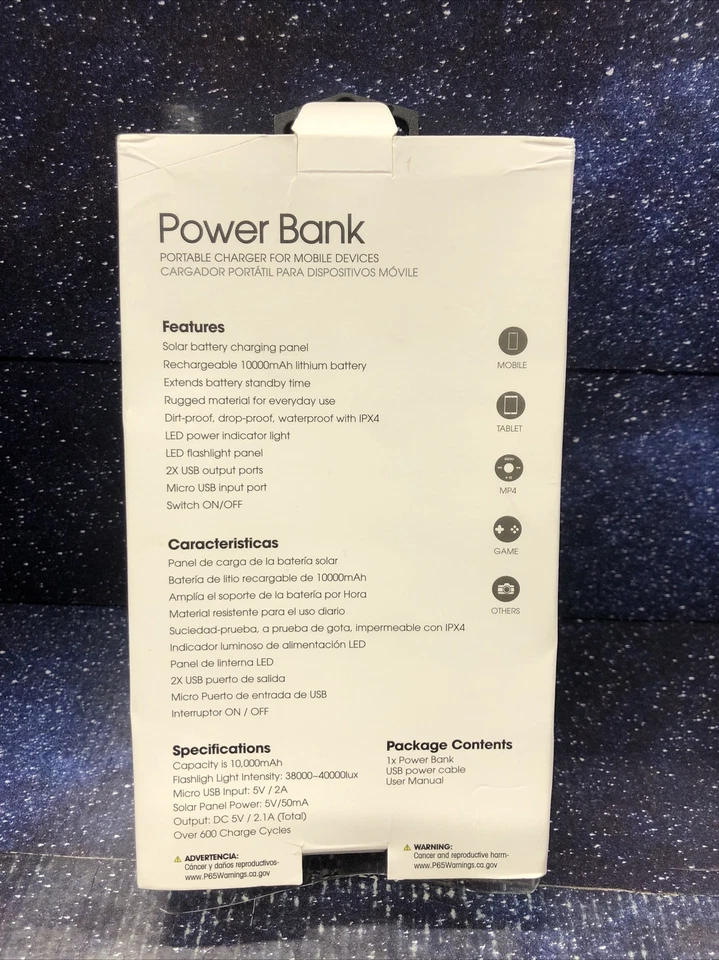 Power Bank
PORTABLE CHARGER FOR MOBILE DEVICES
CARGADOR PORTÁTIL PARA DISPOSITIVOS MÓVILE
Features
Solar battery charging panel
Rechargeable 10000mAh lithium battery
Extends battery standby time
Rugged material for everyday use
Dirt-proof, drop-proof, waterproof with IPX4
LED power indicator light
LED flashlight panel
2X USB output ports
Micro USB input port
Switch ON/OFF
MOBILE
TABLET
MENU
MP4
GAME
OTHERS
Caracteristicas
Panel de carga de la batería solar
Batería de litio recargable de 10000mAh
Amplía el soporte de la batería por Hora
Material resistente para el uso diario
Suciedad-prueba, a prueba de gota, impermeable con IPX4
Indicador luminoso de alimentación LED
Panel de linterna LED
2X USB puerto de salida
Micro Puerto de entrada de USB
Interruptor ON / OFF
Specifications
Capacity is 10,000mAh
Flashligh Light Intensity: 38000~40000lux
Micro USB Input: 5V / 2A
Solar Panel Power: 5V/50mA
Output: DC 5V / 2.1A (Total)
Over 600 Charge Cycles
Package Contents
1x Power Bank
USB power cable
User Manual
ADVERTENCIA:
Cáncer y daños reproductivos-
www.P65Warnings.ca.gov
WARNING:
Cancer and reproductive harm-
www.P65Warnings.ca.gov